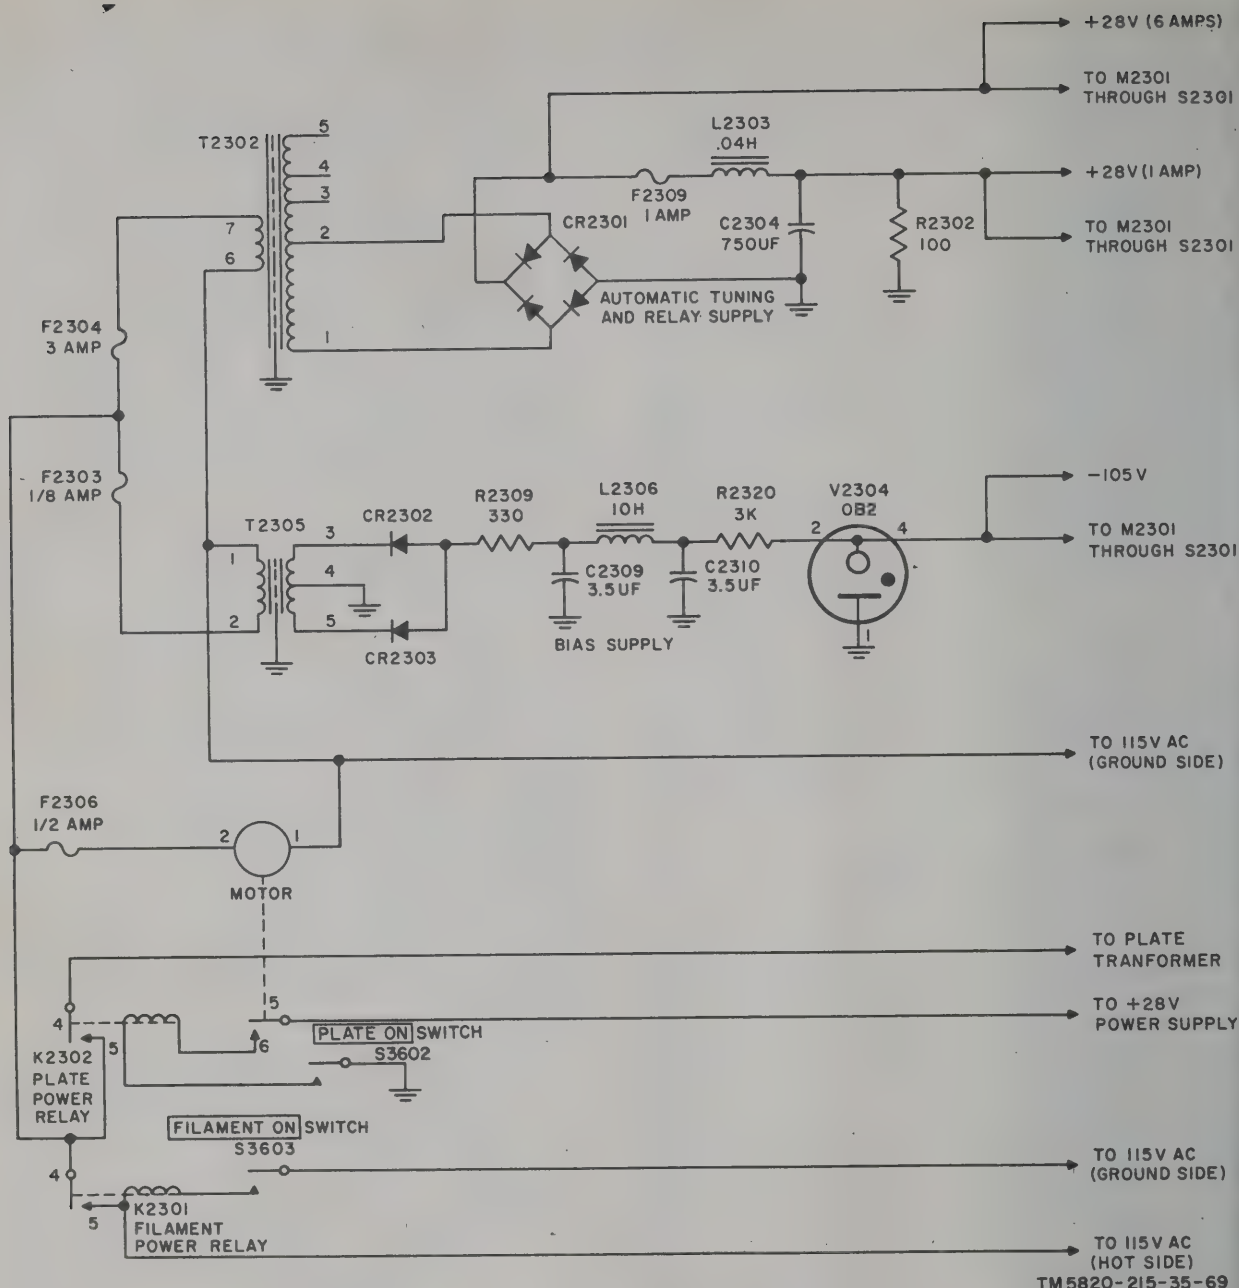 +28V (6 AMPS)
TO M2301
THROUGH S2301
T2302
5
4
3
2
1
7
6
L2303
.04H
F2309
1 AMP
CR2301
C2304
750UF
R2302
100
+28V (1 AMP)
TO M2301
THROUGH S2301
AUTOMATIC TUNING
AND RELAY SUPPLY
F2304
3 AMP
F2303
1/8 AMP
T2305
1
2
3
4
5
CR2302
CR2303
R2309
330
L2306
10H
R2320
3K
V2304
OB2
2
4
1
C2309
3.5UF
C2310
3.5UF
BIAS SUPPLY
-105V
TO M2301
THROUGH S2301
TO 115V AC
(GROUND SIDE)
F2306
1/2 AMP
2
1
MOTOR
TO PLATE
TRANFORMER
4
5
K2302
PLATE
POWER
RELAY
5
6
PLATE ON SWITCH
S3602
TO +28V
POWER SUPPLY
FILAMENT ON SWITCH
S3603
4
5
K2301
FILAMENT
POWER RELAY
TO 115V AC
(GROUND SIDE)
TO 115V AC
(HOT SIDE)
TM5820-215-35-69